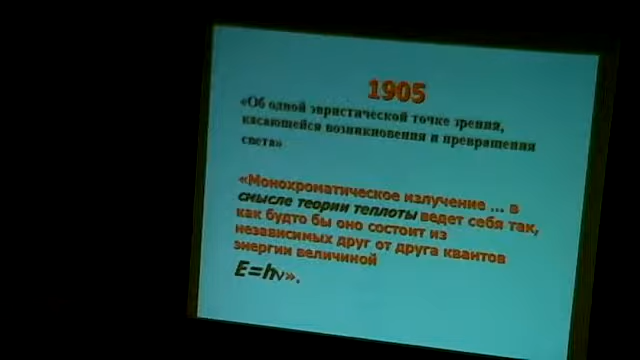 1905
«Об одной эвристической точке зрения,
касающейся возникновения и превращения
света»
«Монохроматическое излучение ... в
смысле теории теплоты ведет себя так,
как будто бы оно состоит из
независимых друг от друга квантов
энергии величиной
E=hν».